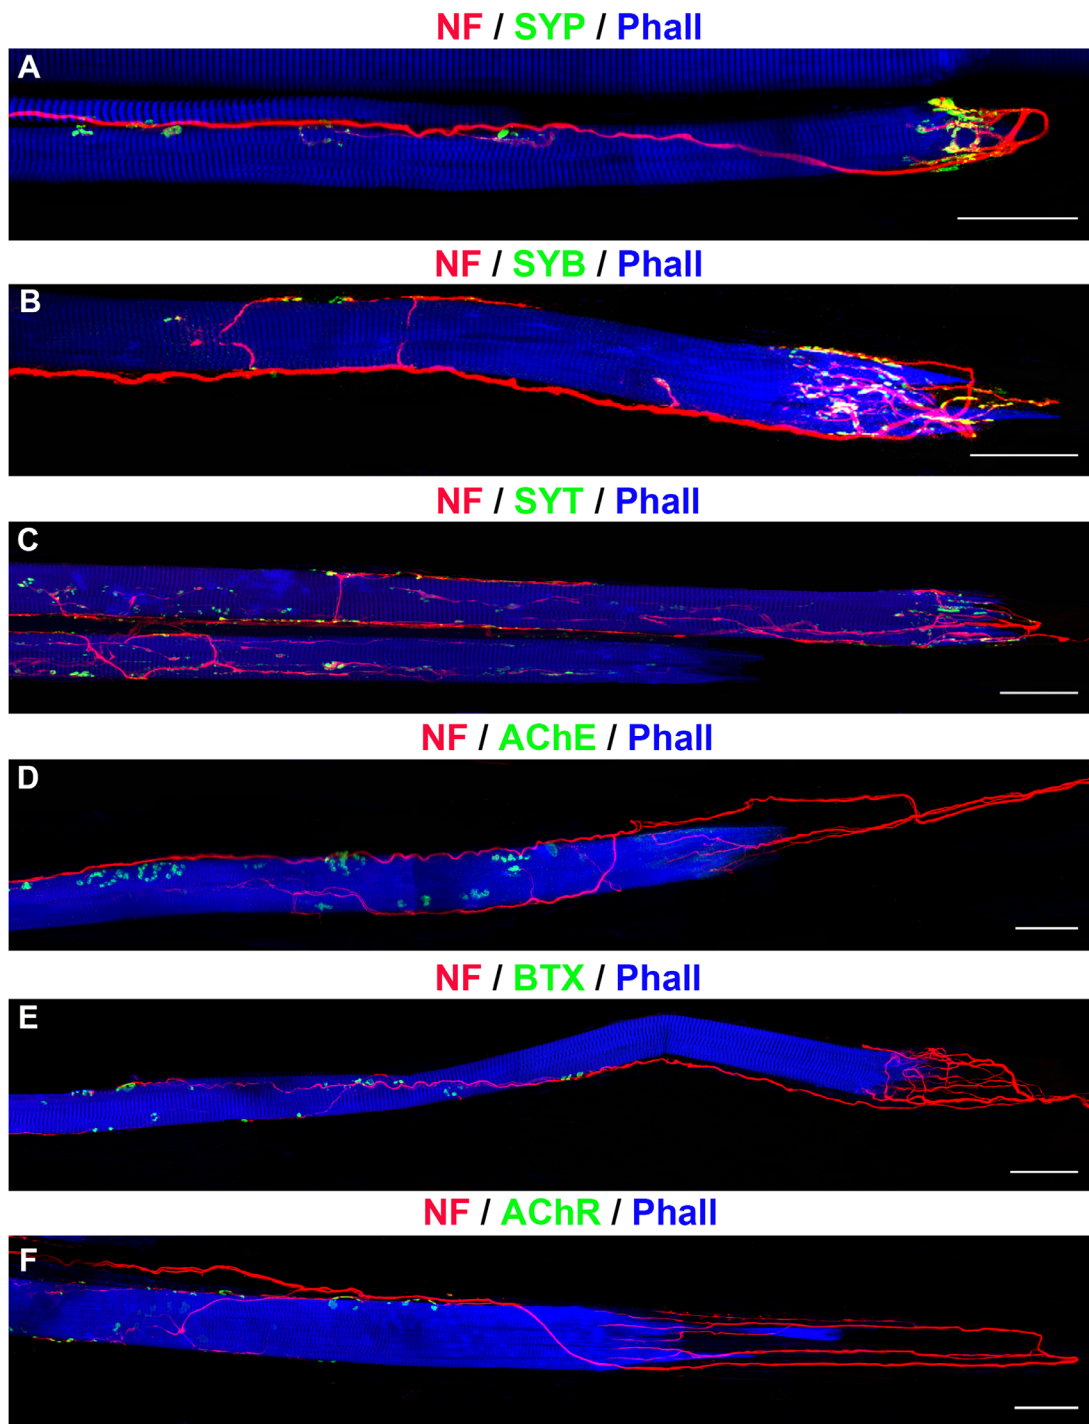 NF / SYP / Phall
A
NF / SYB / Phall
B
NF / SYT / Phall
C
NF / AChE / Phall
D
NF / BTX / Phall
E
NF / AChR / Phall
F